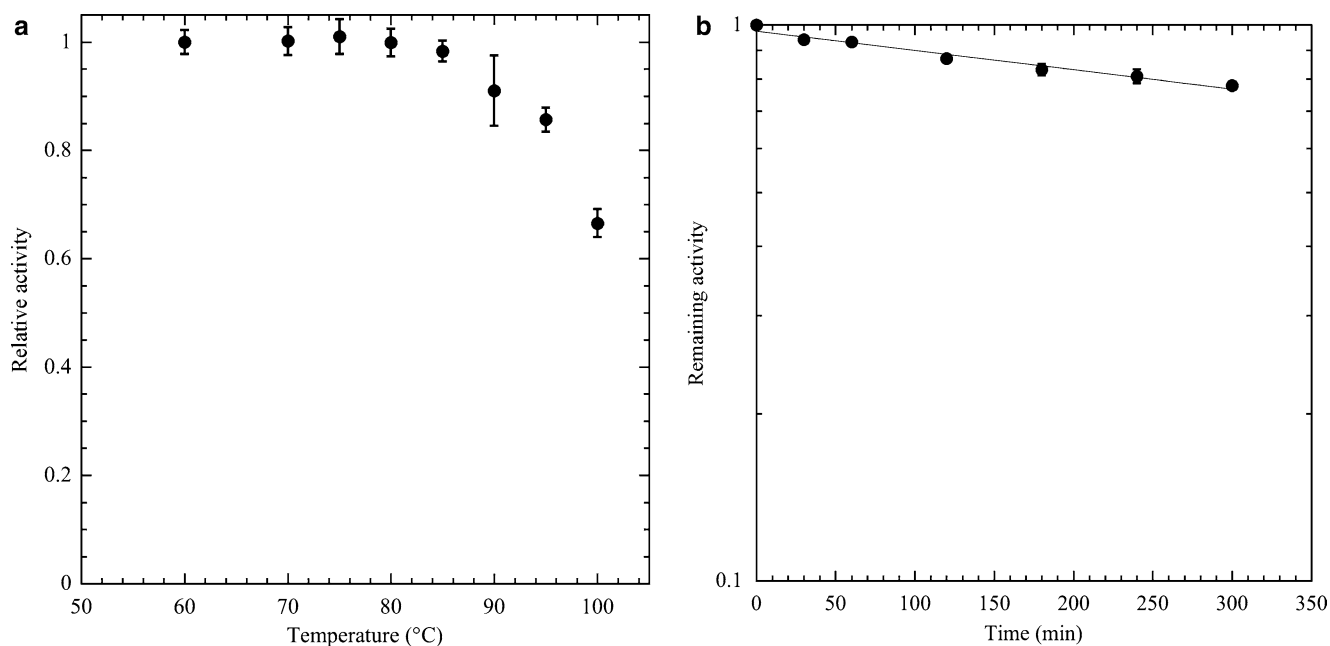 a
1
0.8
0.6
0.4
0.2
0
Relative activity
50 60 70 80 90 100
Temperature (°C)
b
1
0.1
Remaining activity
0 50 100 150 200 250 300 350
Time (min)